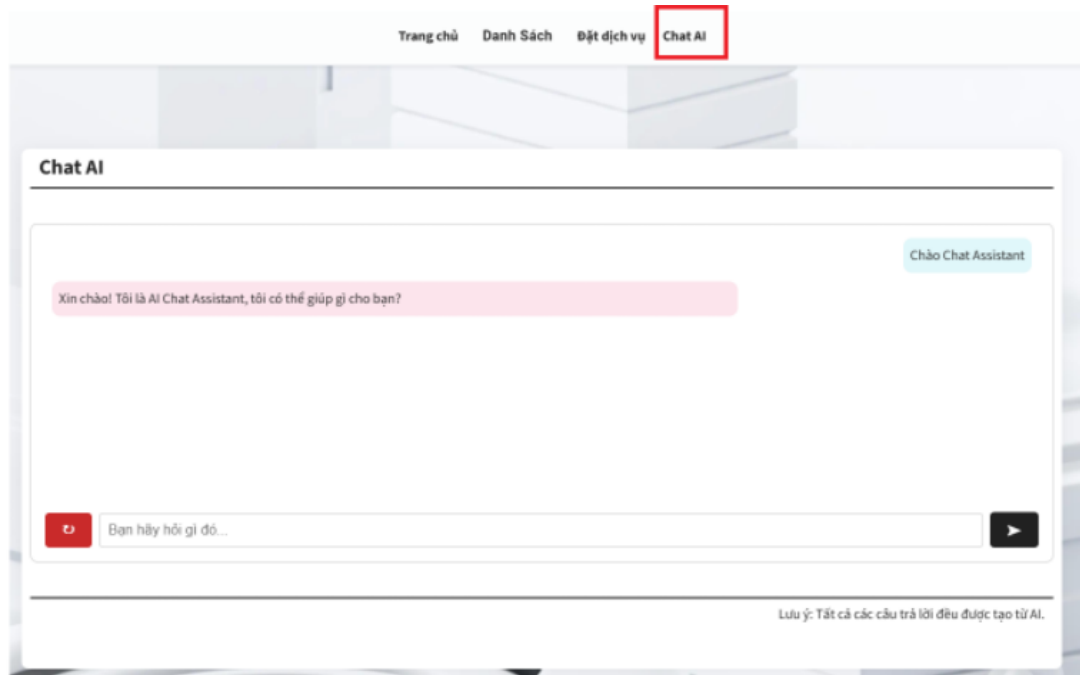 Trang chủ Danh Sách Đặt dịch vụ Chat AI
Chat AI
Chào Chat Assistant
Xin chào! Tôi là AI Chat Assistant, tôi có thể giúp gì cho bạn?
Bạn hãy hỏi gì đó...
Lưu ý: Tất cả các câu trả lời đều được tạo từ AI.